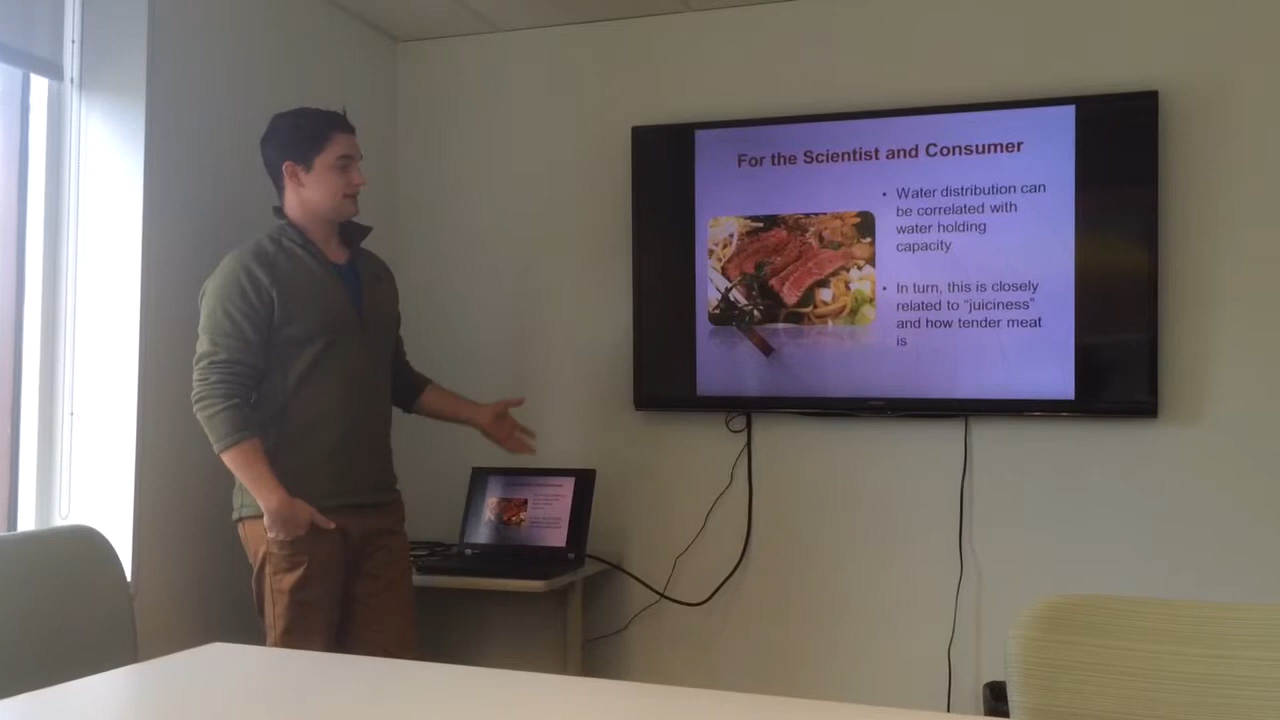 For the Scientist and Consumer
• Water distribution can
be correlated with
water holding
capacity
• In turn, this is closely
related to “juiciness”
and how tender meat
is